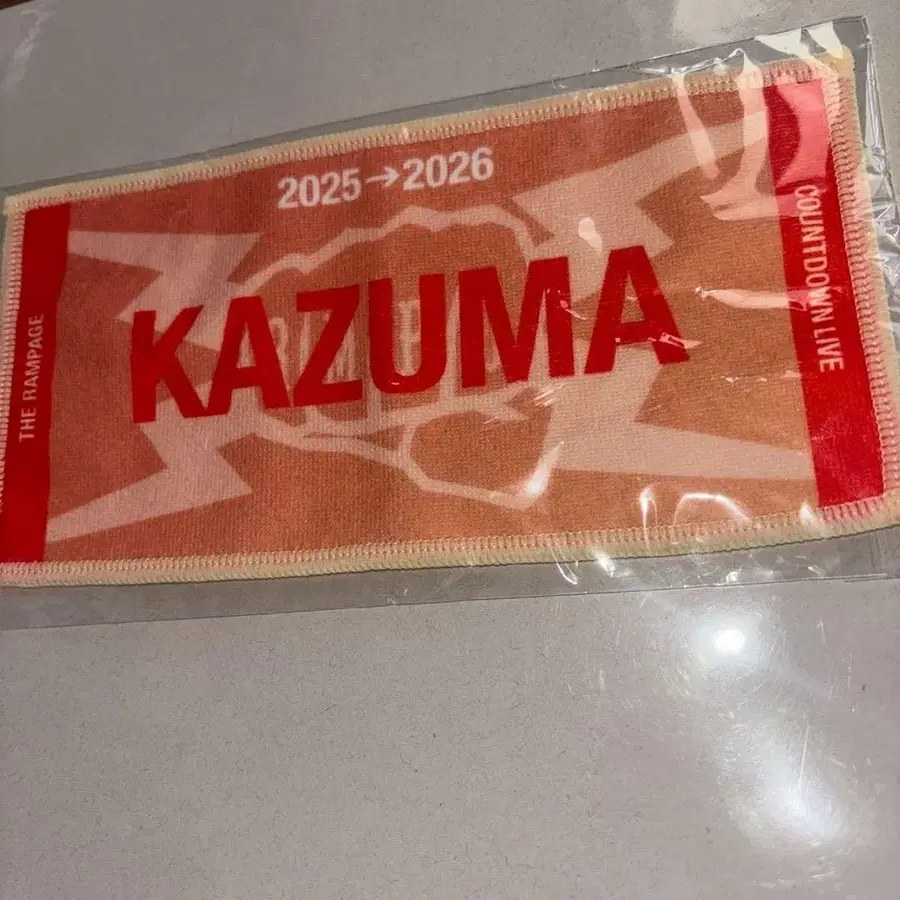 2025→2026
THE RAMPAGE
KAZUMA
COUNTDOWN LIVE